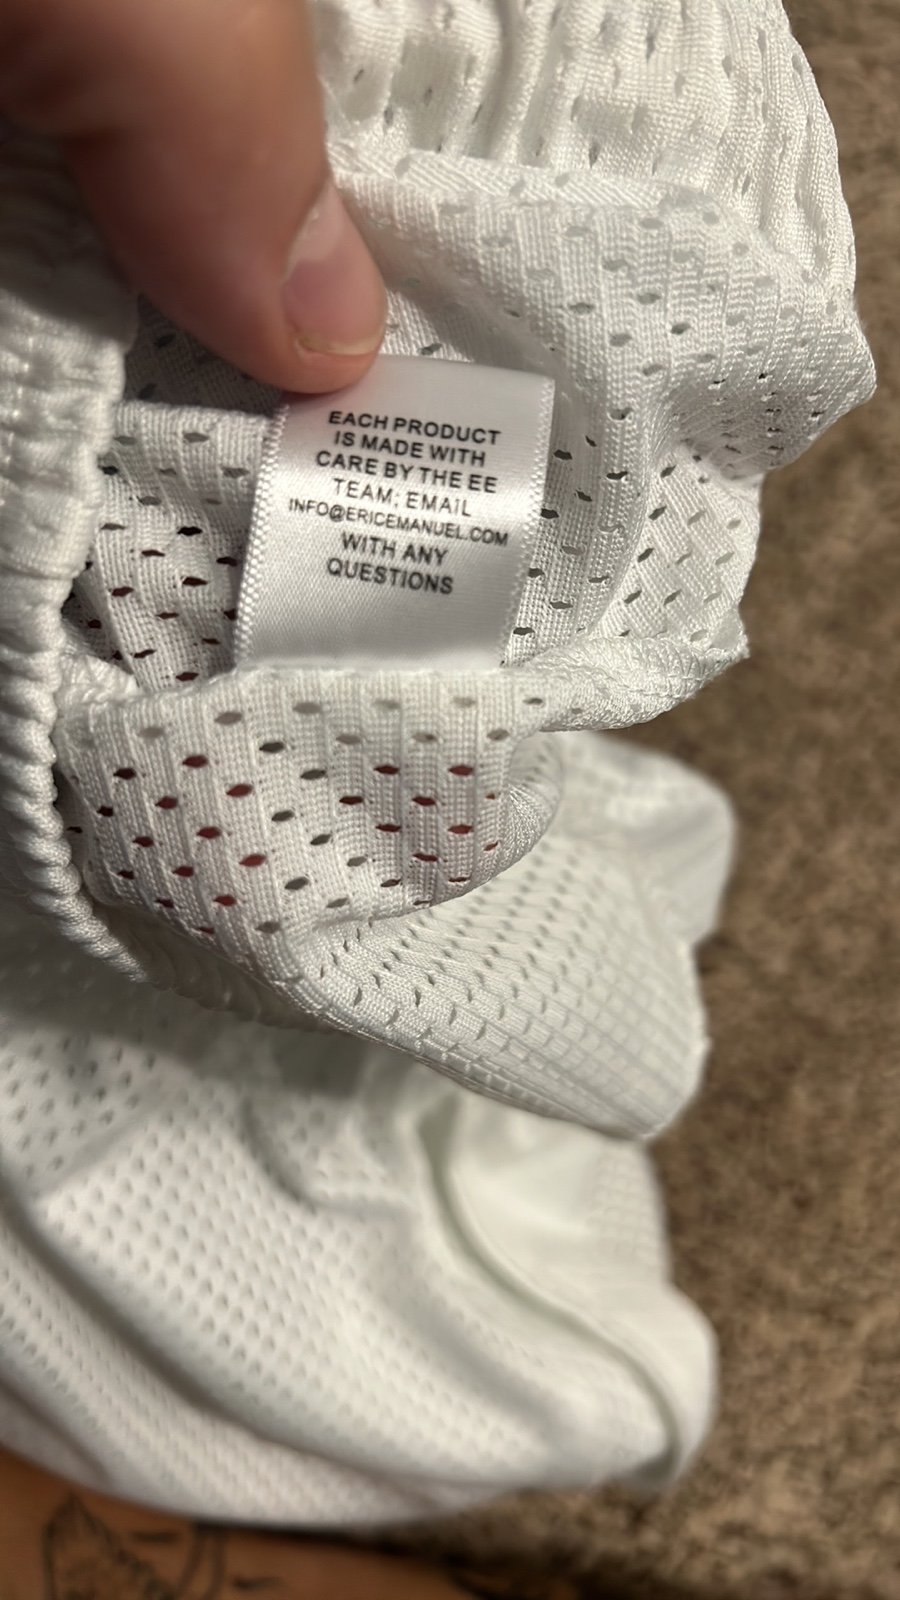 EACH PRODUCT
IS MADE WITH
CARE BY THE EE
TEAM; EMAIL
INFO@ERICEMANUEL.COM
WITH ANY
QUESTIONS